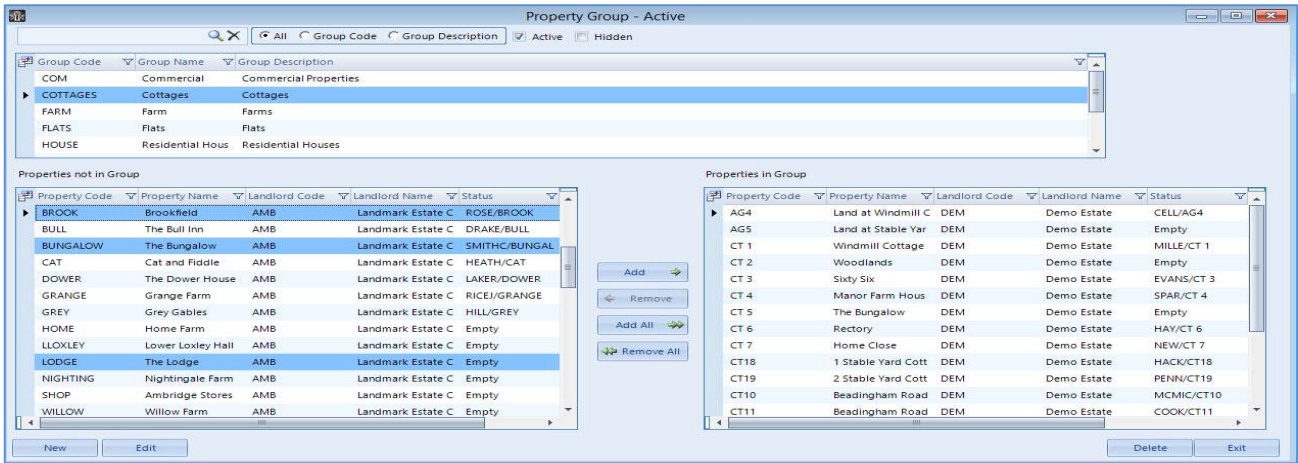 Property Group - Active
All Group Code Group Description Active Hidden
Group Code Group Name Group Description
COM Commercial Commercial Properties
COTTAGES Cottages Cottages
FARM Farm Farms
FLATS Flats Flats
HOUSE Residential Hous Residential Houses
Properties not in Group
Property Code Property Name Landlord Code Landlord Name Status
BROOK Brookfield AMB Landmark Estate C ROSE/BROOK
BULL The Bull Inn AMB Landmark Estate C DRAKE/BULL
BUNGALOW The Bungalow AMB Landmark Estate C SMITHC/BUNGAL
CAT Cat and Fiddle AMB Landmark Estate C HEATH/CAT
DOWER The Dower House AMB Landmark Estate C LAKER/DOWER
GRANGE Grange Farm AMB Landmark Estate C RICEJ/GRANGE
GREY Grey Gables AMB Landmark Estate C HILL/GREY
HOME Home Farm AMB Landmark Estate C Empty
LLOXLEY Lower Loxley Hall AMB Landmark Estate C Empty
LODGE The Lodge AMB Landmark Estate C Empty
NIGHTING Nightingale Farm AMB Landmark Estate C Empty
SHOP Ambridge Stores AMB Landmark Estate C Empty
WILLOW Willow Farm AMB Landmark Estate C Empty
Add
Remove
Add All
Remove All
Properties in Group
Property Code Property Name Landlord Code Landlord Name Status
AG4 Land at Windmill C DEM Demo Estate CELL/AG4
AG5 Land at Stable Yar DEM Demo Estate Empty
CT 1 Windmill Cottage DEM Demo Estate MILLE/CT 1
CT 2 Woodlands DEM Demo Estate Empty
CT 3 Sixty Six DEM Demo Estate EVANS/CT 3
CT 4 Manor Farm Hous DEM Demo Estate SPAR/CT 4
CT 5 The Bungalow DEM Demo Estate Empty
CT 6 Rectory DEM Demo Estate HAY/CT 6
CT 7 Home Close DEM Demo Estate NEW/CT 7
CT18 1 Stable Yard Cott DEM Demo Estate HACK/CT18
CT19 2 Stable Yard Cott DEM Demo Estate PENN/CT19
CT10 Beadingham Road DEM Demo Estate MCMIC/CT10
CT11 Beadingham Road DEM Demo Estate COOK/CT11
New Edit Delete Exit